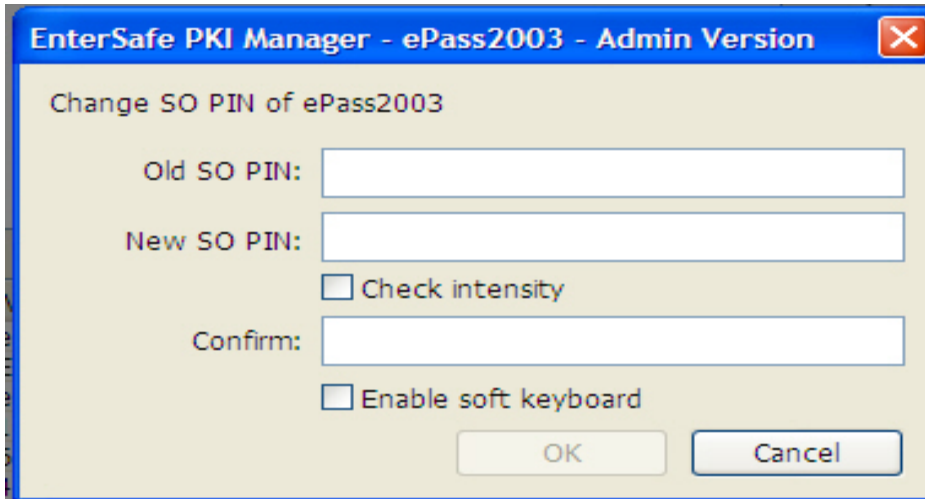 EnterSafe PKI Manager - ePass2003 - Admin Version
Change SO PIN of ePass2003
Old SO PIN:
New SO PIN:
Check intensity
Confirm:
Enable soft keyboard
OK Cancel